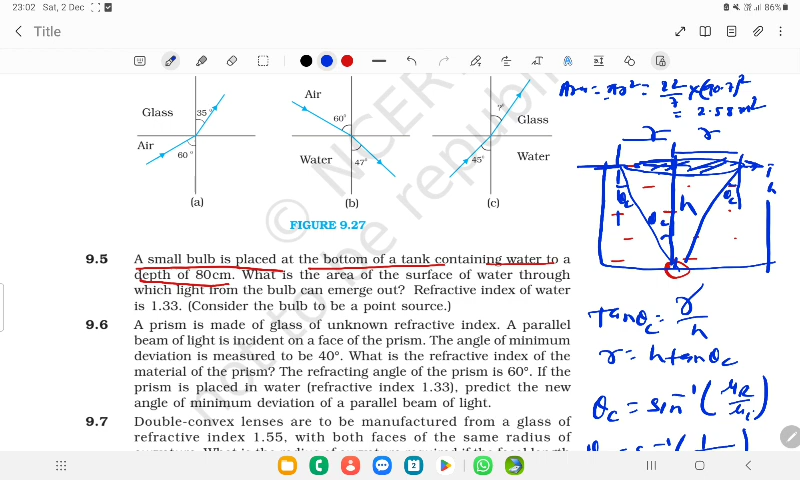 23:02 Sat, 2 Dec
86%
Title
Glass
35
Air
60°
(a)
Air
60°
Water
47°
(b)
?°
Glass
45°
Water
(c)
© NCERT
not to be republished
FIGURE 9.27
9.5 A small bulb is placed at the bottom of a tank containing water to a
depth of 80cm. What is the area of the surface of water through
which light from the bulb can emerge out? Refractive index of water
is 1.33. (Consider the bulb to be a point source.)
9.6 A prism is made of glass of unknown refractive index. A parallel
beam of light is incident on a face of the prism. The angle of minimum
deviation is measured to be 40°. What is the refractive index of the
material of the prism? The refracting angle of the prism is 60°. If the
prism is placed in water (refractive index 1.33), predict the new
angle of minimum deviation of a parallel beam of light.
9.7 Double-convex lenses are to be manufactured from a glass of
refractive index 1.55, with both faces of the same radius of
= 22/7 × (90.7)²
= 2.58 m²
r r
θc θc h θc h
tanθc = r/h
r = h tanθc
θc = sin⁻¹(μR/μi)